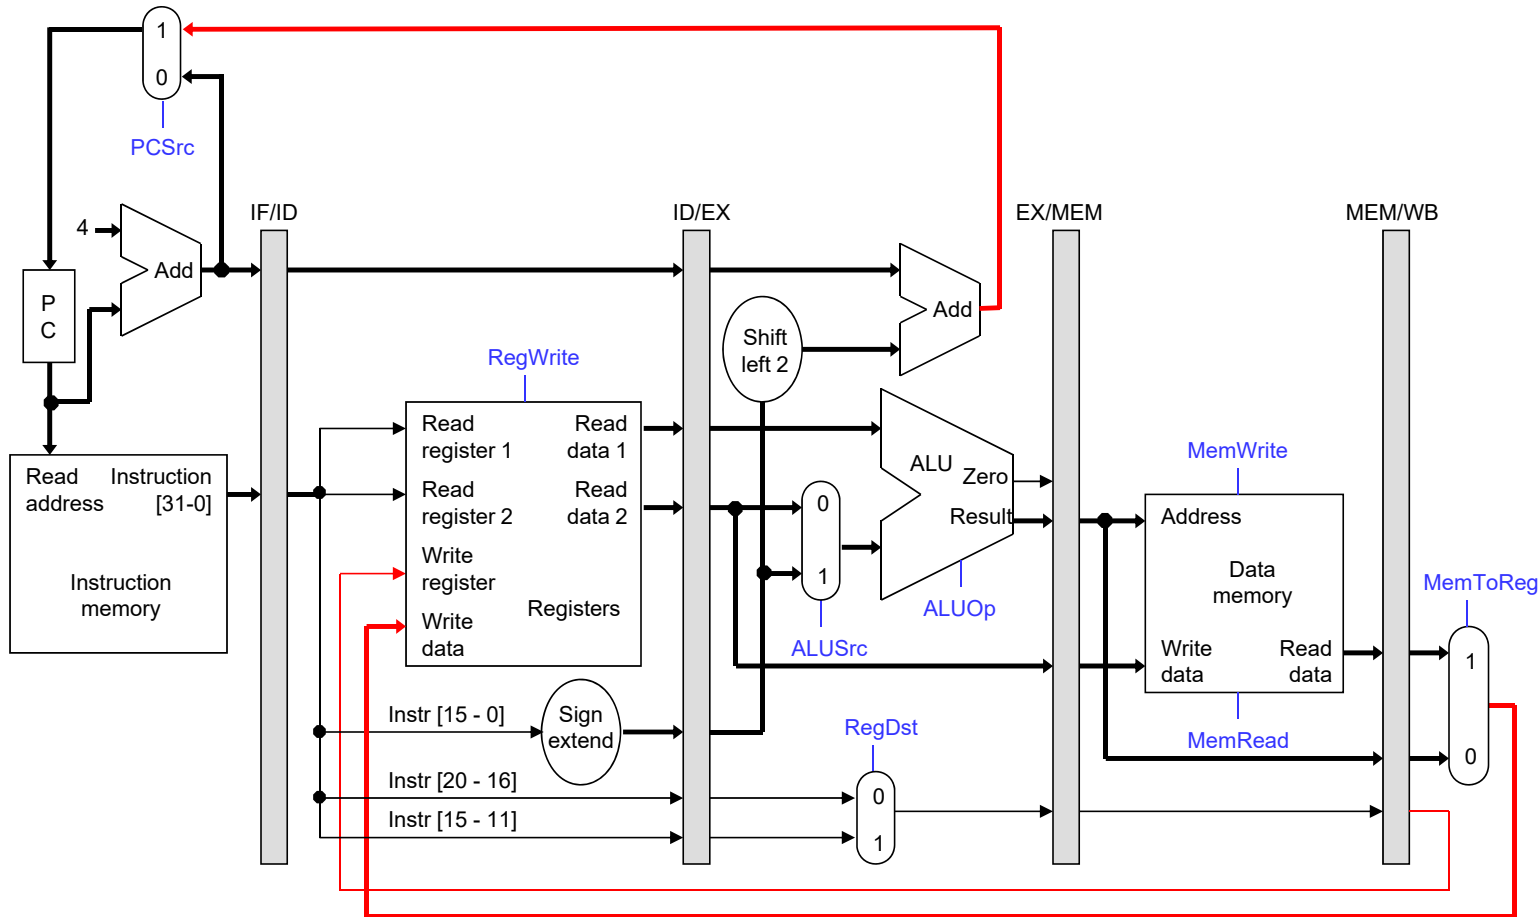 1
0
PCSrc
4
Add
P
C
IF/ID
ID/EX
EX/MEM
MEM/WB
Add
Shift
left 2
RegWrite
Read
address
Instruction
[31-0]
Instruction
memory
Read
register 1
Read
data 1
Read
register 2
Read
data 2
Write
register
Write
data
Registers
0
1
ALUSrc
ALU
Zero
Result
ALUOp
MemWrite
Address
Data
memory
Write
data
Read
data
MemRead
MemToReg
1
0
Instr [15 - 0]
Sign
extend
Instr [20 - 16]
Instr [15 - 11]
RegDst
0
1